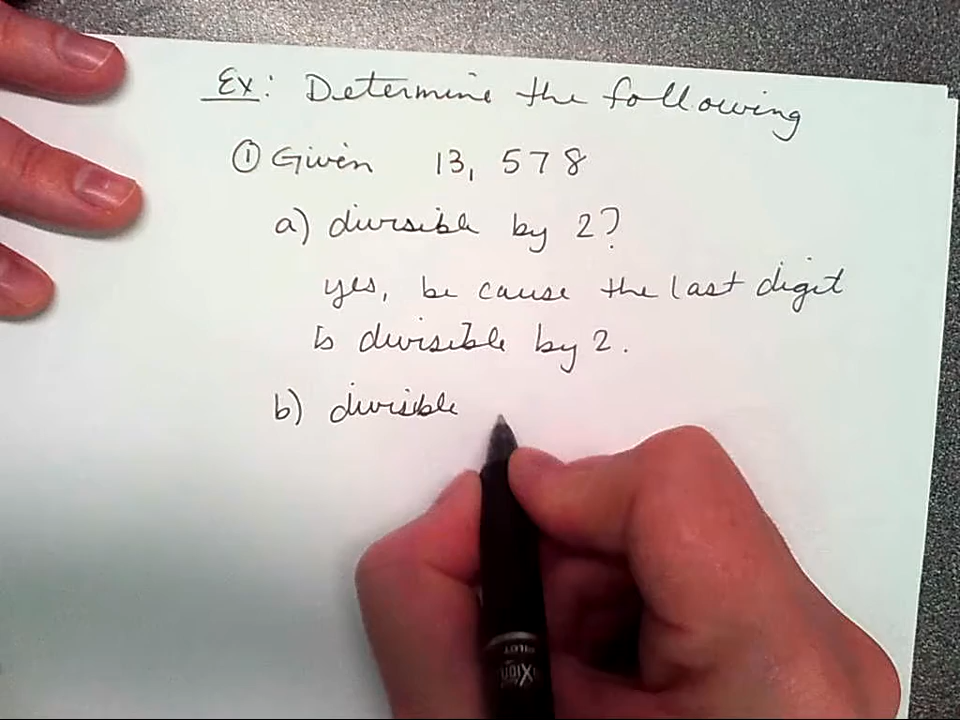 Ex: Determine the following
① Given 13,578
a) divisible by 2?
yes, because the last digit
is divisible by 2.
b) divisible
PILOT